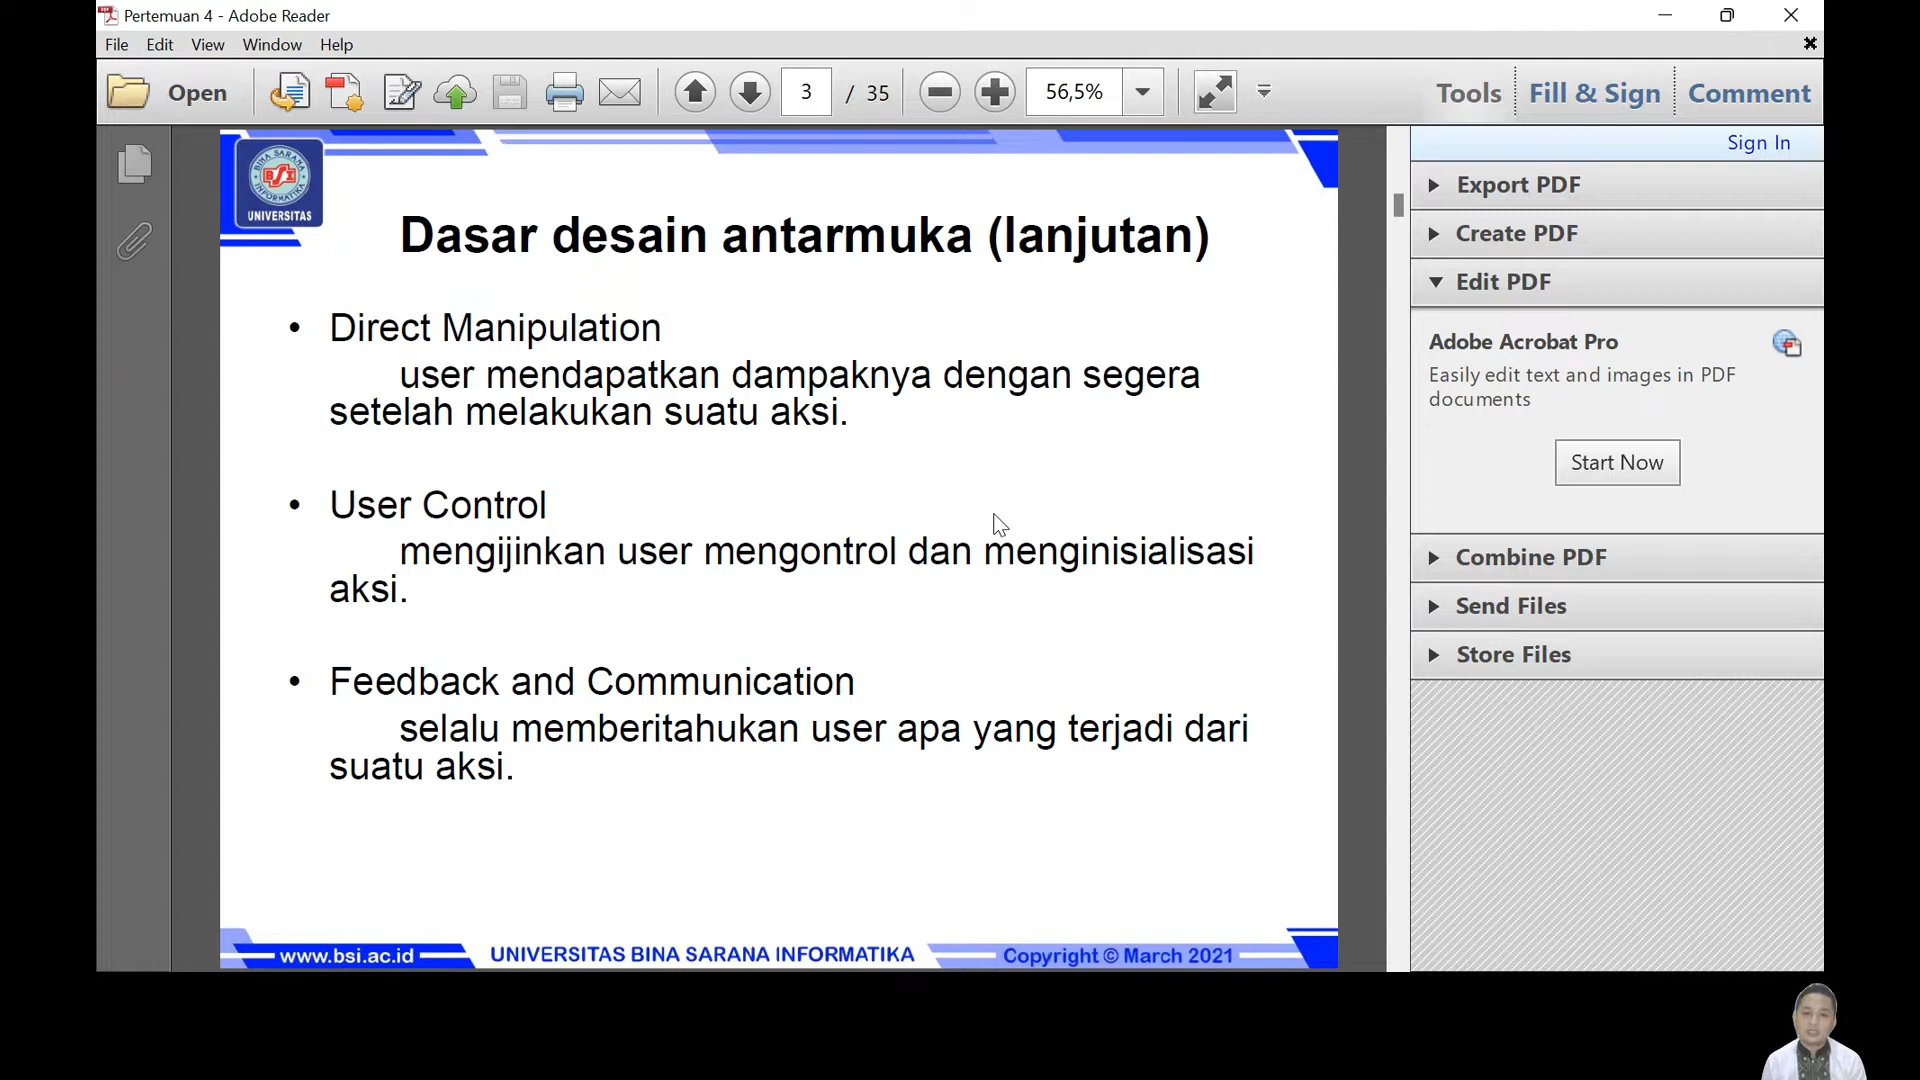 Pertemuan 4 - Adobe Reader
File Edit View Window Help
Open 3 / 35 56,5% Tools Fill & Sign Comment
Sign In
Export PDF
Create PDF
Edit PDF
Adobe Acrobat Pro
Easily edit text and images in PDF
documents
Start Now
Combine PDF
Send Files
Store Files
BINA SARANA
BSI
INFORMATIKA
UNIVERSITAS
Dasar desain antarmuka (lanjutan)
• Direct Manipulation
user mendapatkan dampaknya dengan segera
setelah melakukan suatu aksi.
• User Control
mengijinkan user mengontrol dan menginisialisasi
aksi.
• Feedback and Communication
selalu memberitahukan user apa yang terjadi dari
suatu aksi.
www.bsi.ac.id UNIVERSITAS BINA SARANA INFORMATIKA Copyright © March 2021